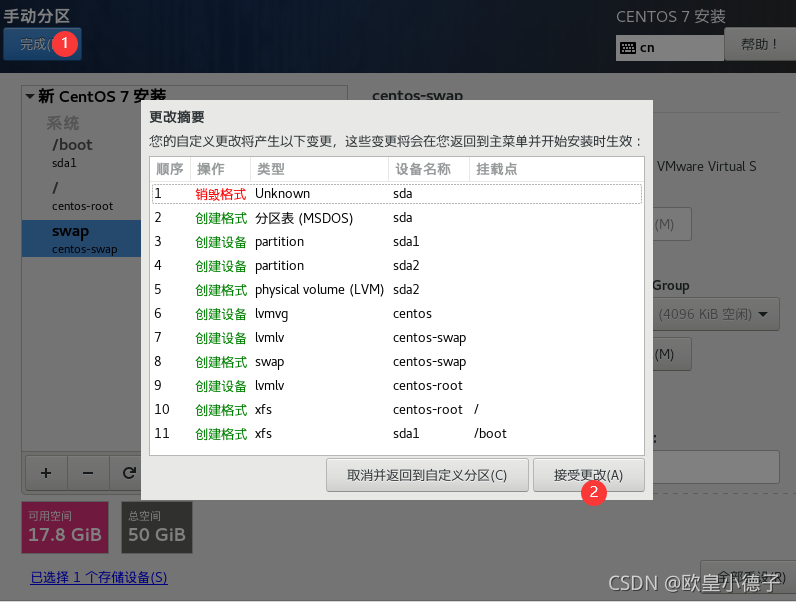 手动分区
CENTOS 7 安装
完成(
1
cn
帮助！
新 CentOS 7 安装
centos-swap
系统
/boot
sda1
/
centos-root
swap
centos-swap
更改摘要
您的自定义更改将产生以下变更，这些变更将会在您返回到主菜单并开始安装时生效：
顺序 操作 类型 设备名称 挂载点
1 销毁格式 Unknown sda
2 创建格式 分区表 (MSDOS) sda
3 创建设备 partition sda1
4 创建设备 partition sda2
5 创建格式 physical volume (LVM) sda2
6 创建设备 lvmvg centos
7 创建设备 lvmlv centos-swap
8 创建格式 swap centos-swap
9 创建设备 lvmlv centos-root
10 创建格式 xfs centos-root /
11 创建格式 xfs sda1 /boot
取消并返回到自定义分区(C)
接受更改(A)
2
VMware Virtual S
(M)
Group
(4096 KiB 空闲)
(M)
:
+ −
可用空间
17.8 GiB
总空间
50 GiB
已选择 1 个存储设备(S)
CSDN @欧皇小德子